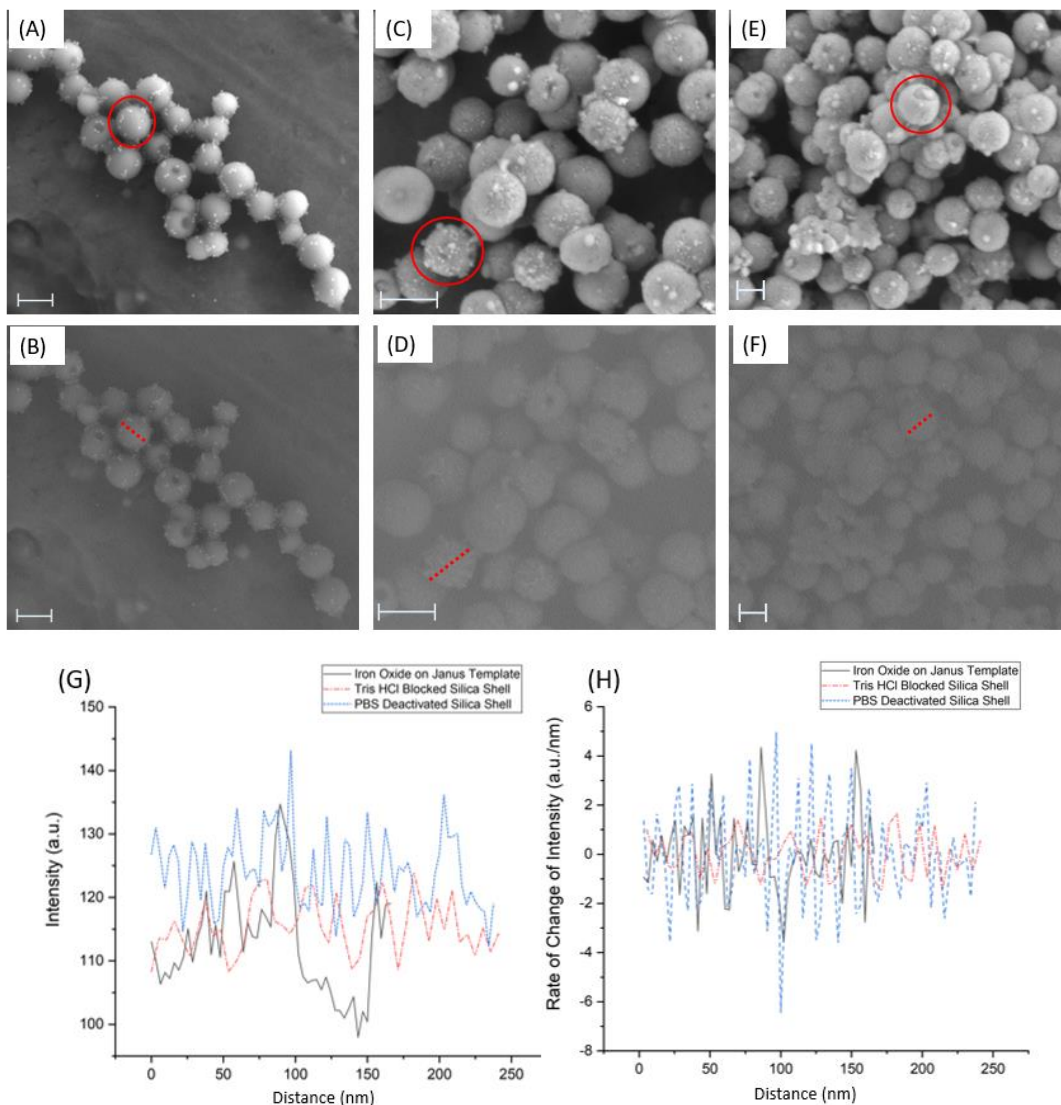 (A)
(C)
(E)
(B)
(D)
(F)
(G)
Iron Oxide on Janus Template
Tris HCl Blocked Silica Shell
PBS Deactivated Silica Shell
150
140
130
120
110
100
Intensity (a.u.)
0
50
100
150
200
250
Distance (nm)
(H)
Iron Oxide on Janus Template
Tris HCl Blocked Silica Shell
PBS Deactivated Silica Shell
6
4
2
0
-2
-4
-6
-8
Rate of Change of Intensity (a.u./nm)
0
50
100
150
200
250
Distance (nm)